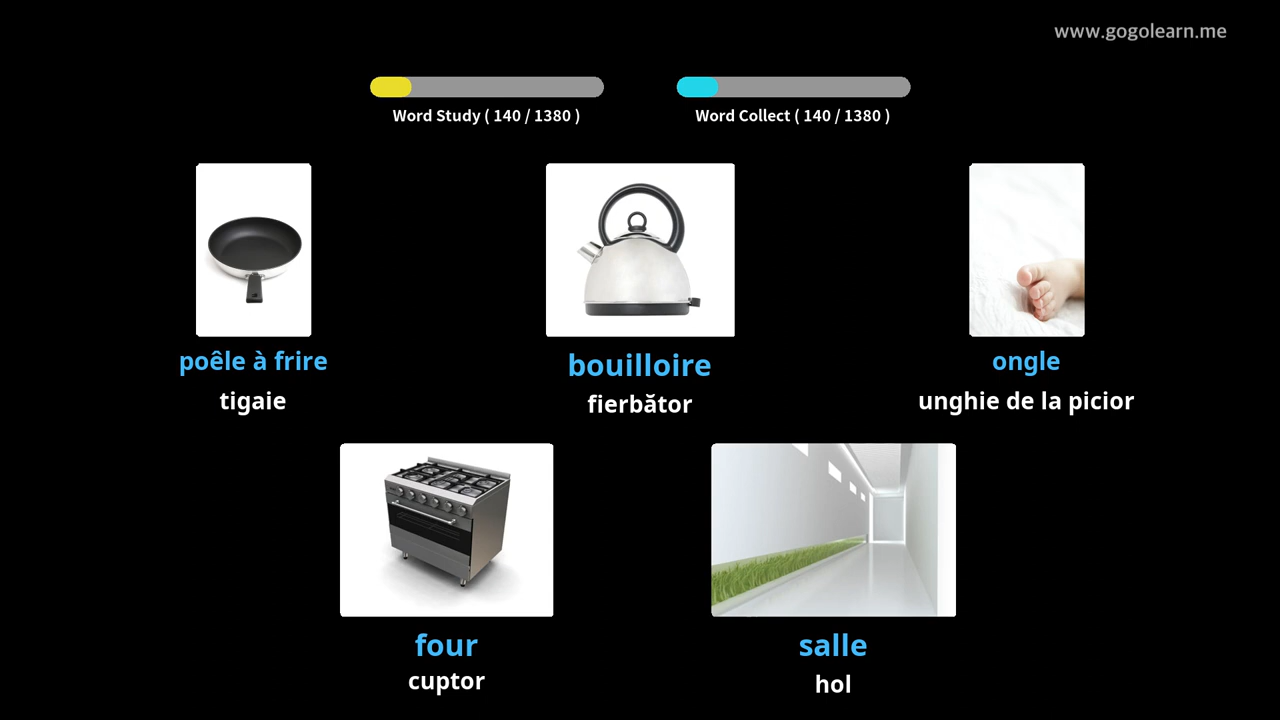 www.gogolearn.me
Word Study ( 140 / 1380 )
Word Collect ( 140 / 1380 )
poêle à frire
tigaie
bouilloire
fierbător
ongle
unghie de la picior
four
cuptor
salle
hol